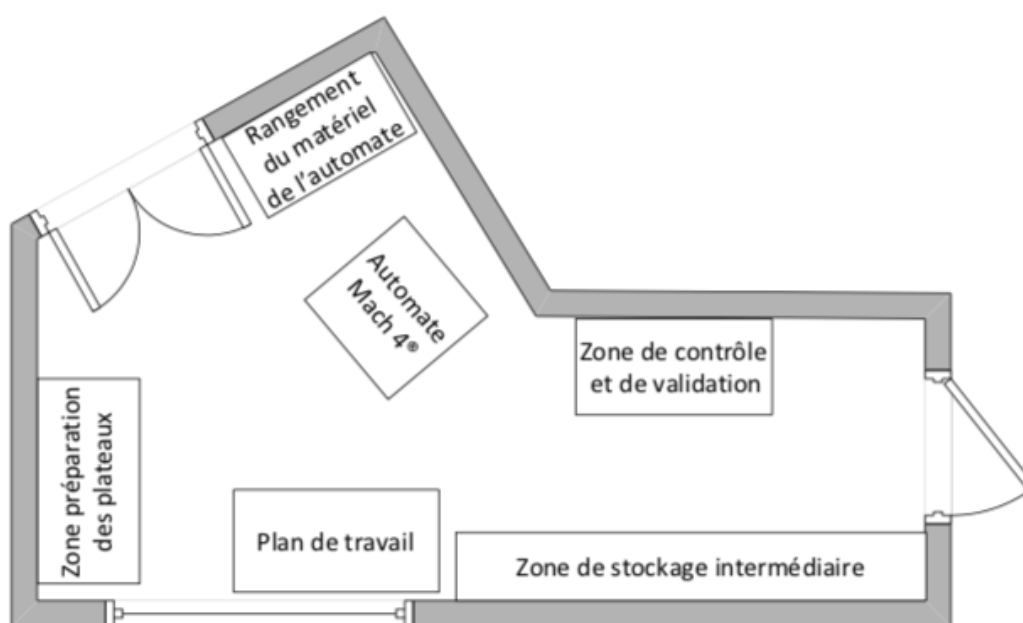 Rangement
du matériel
de l'automate
Automate
Mach 4®
Zone de contrôle
et de validation
Zone préparation
des plateaux
Plan de travail
Zone de stockage intermédiaire